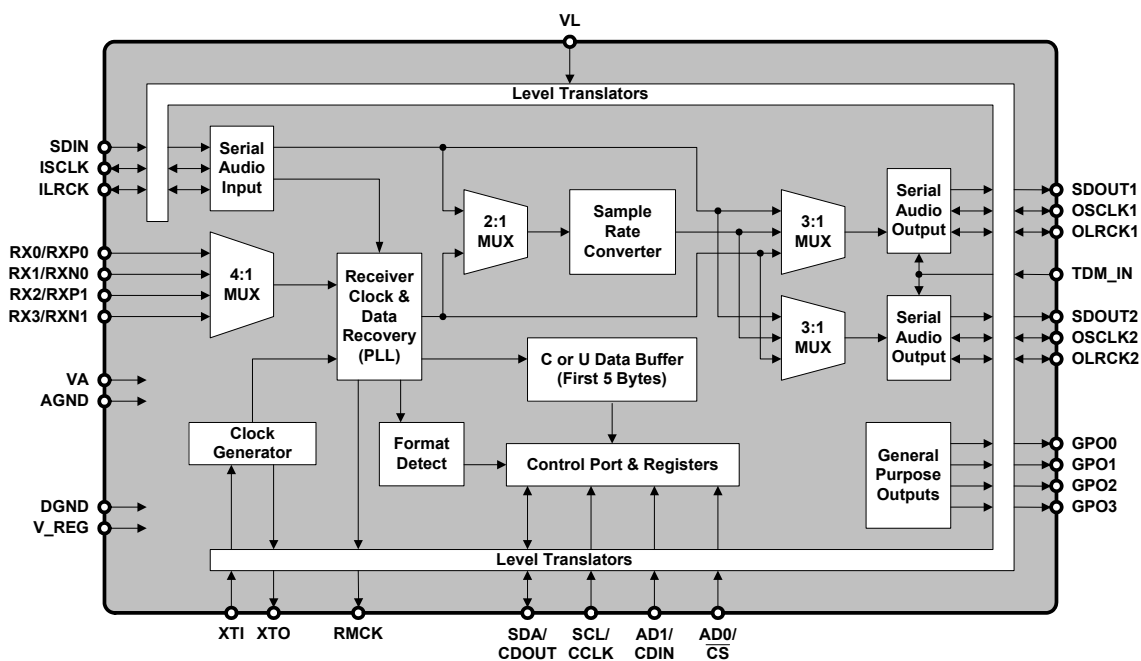 VL
Level Translators
SDIN
ISCLK
ILRCK
Serial
Audio
Input
2:1
MUX
Sample
Rate
Converter
3:1
MUX
Serial
Audio
Output
SDOUT1
OSCLK1
OLRCK1
TDM_IN
RX0/RXP0
RX1/RXN0
RX2/RXP1
RX3/RXN1
4:1
MUX
Receiver
Clock &
Data
Recovery
(PLL)
3:1
MUX
Serial
Audio
Output
SDOUT2
OSCLK2
OLRCK2
C or U Data Buffer
(First 5 Bytes)
VA
AGND
Clock
Generator
Format
Detect
Control Port & Registers
General
Purpose
Outputs
GPO0
GPO1
GPO2
GPO3
DGND
V_REG
Level Translators
XTI
XTO
RMCK
SDA/
CDOUT
SCL/
CCLK
AD1/
CDIN
AD0/
CS